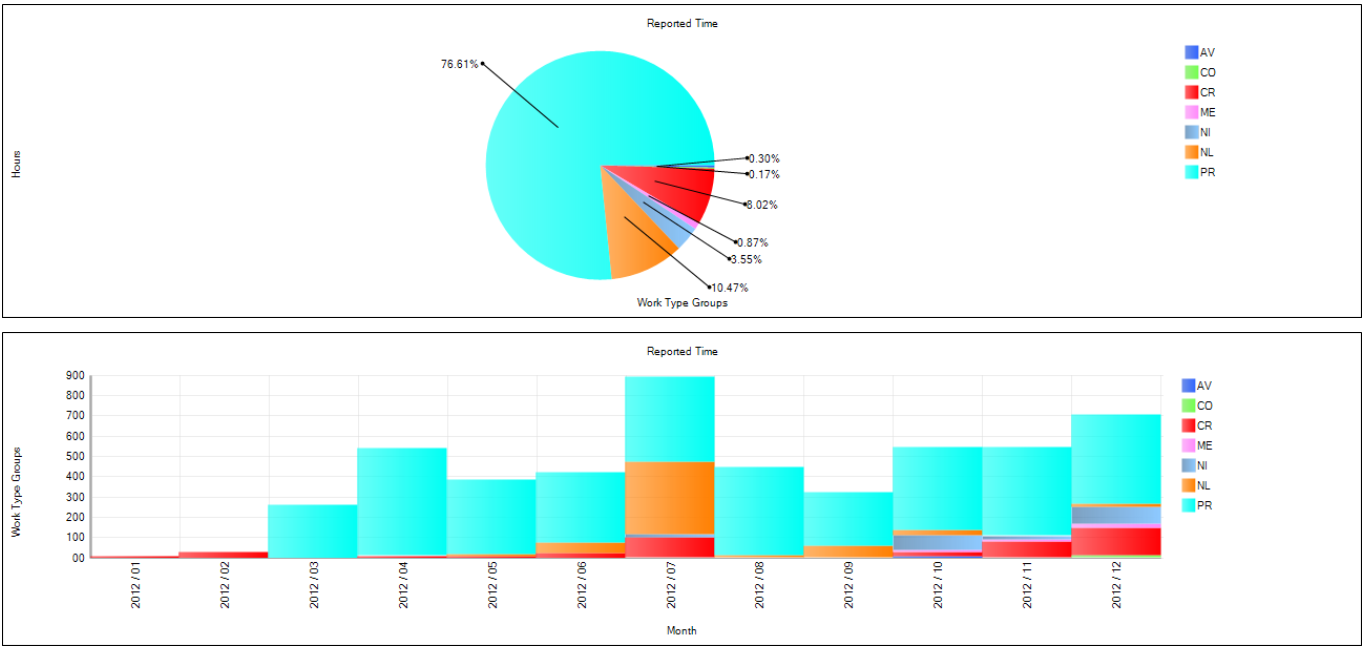 Reported Time
76.61%
0.30%
0.17%
8.02%
0.87%
3.55%
10.47%
Hours
Work Type Groups
AV
CO
CR
ME
NI
NL
PR
Reported Time
900
800
700
600
500
400
300
200
100
00
Work Type Groups
2012 / 01
2012 / 02
2012 / 03
2012 / 04
2012 / 05
2012 / 06
2012 / 07
2012 / 08
2012 / 09
2012 / 10
2012 / 11
2012 / 12
Month
AV
CO
CR
ME
NI
NL
PR